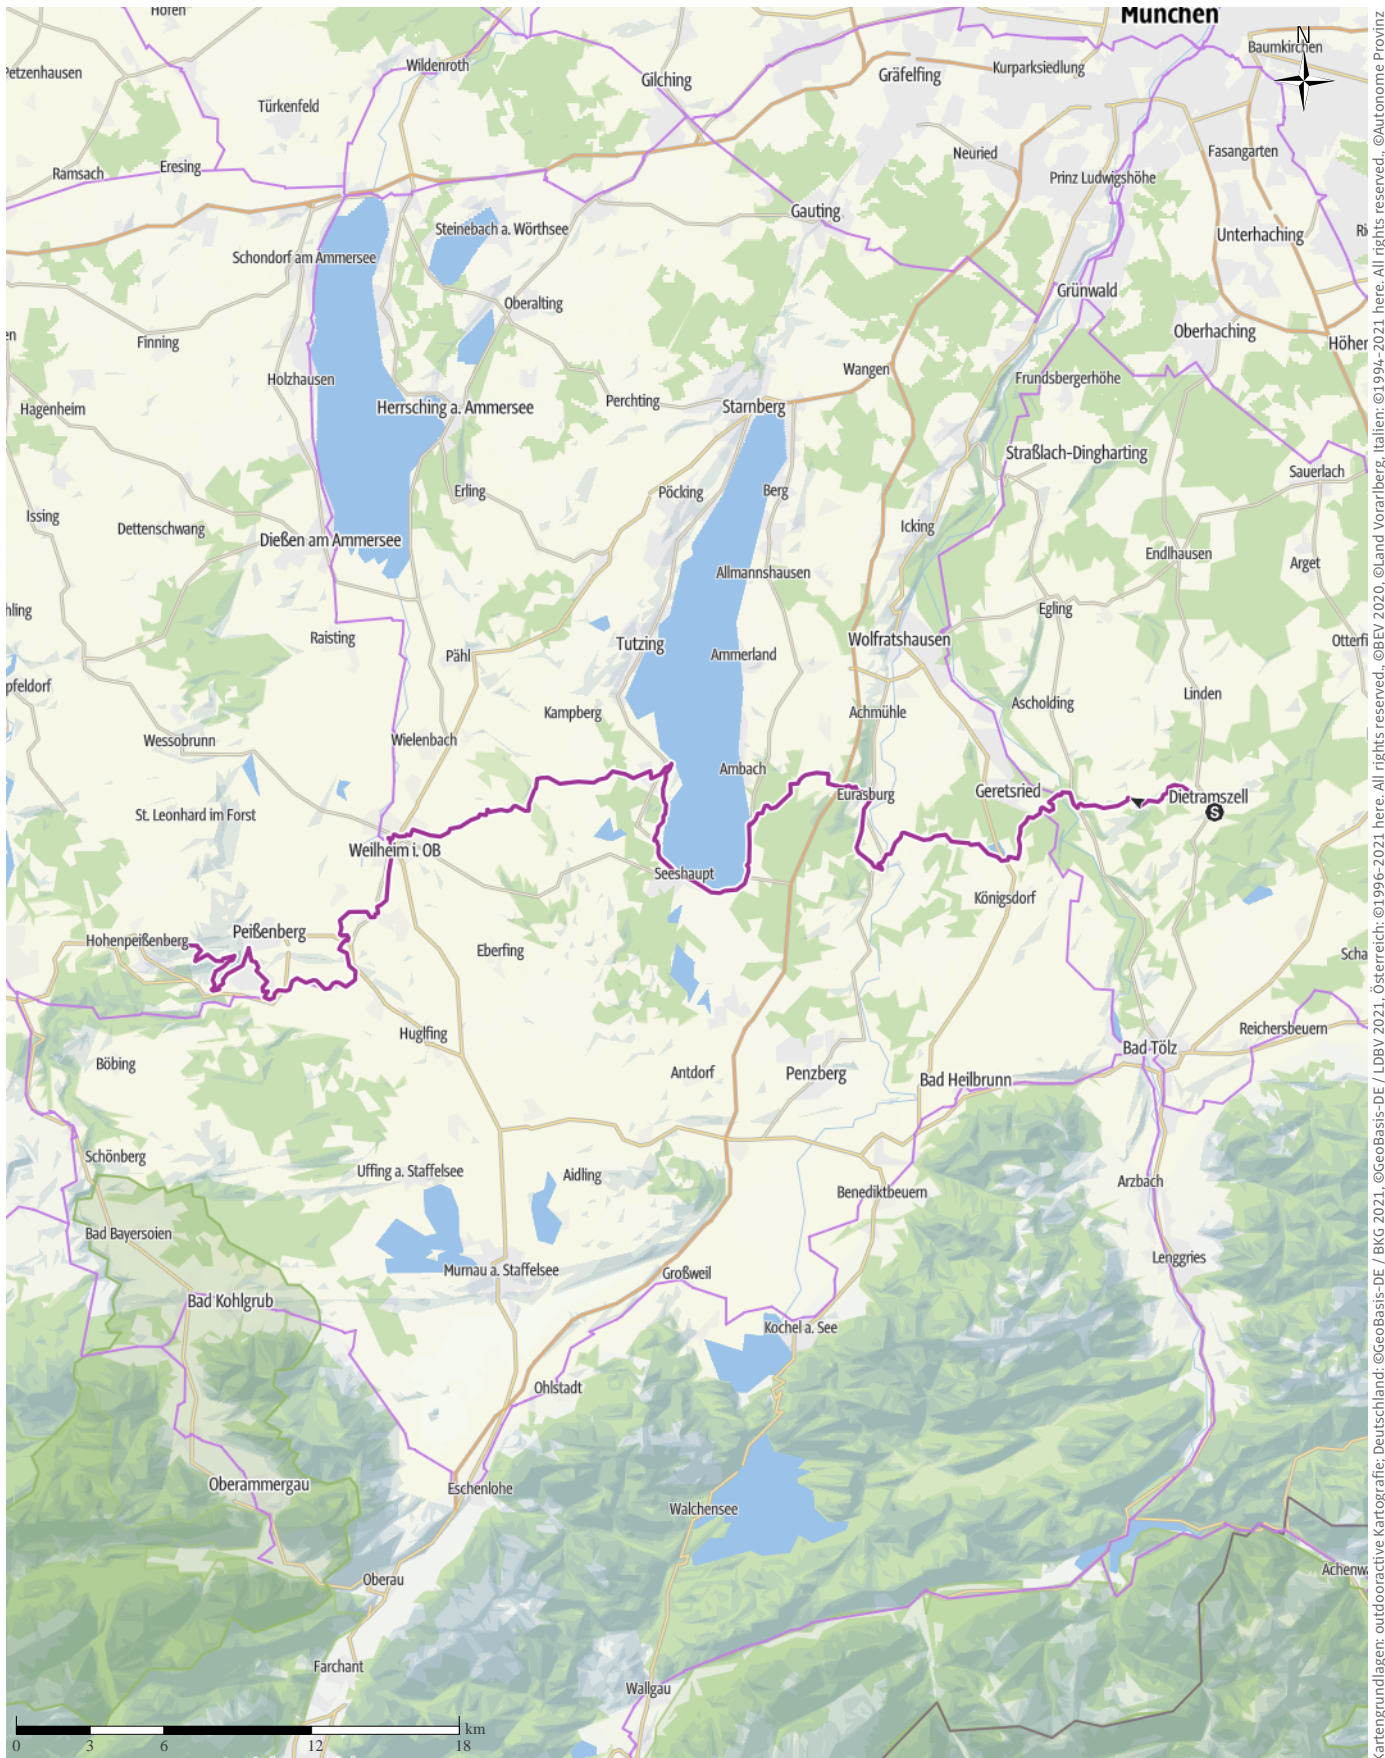 Hofen
München
Baumkirchen
N
Petzenhausen
Wildenroth
Gilching
Gräfelfing
Kurparksiedlung
Türkenfeld
Neuried
Fasangarten
Ramsach
Eresing
Prinz Ludwigshöhe
Gauting
Steinebach a. Wörthsee
Unterhaching
Schondorf am Ammersee
Grünwald
Oberalting
Oberhaching
Finning
Wangen
Holzhausen
Frundsbergerhöhe
Hagenheim
Herrsching a. Ammersee
Perchting
Starnberg
Straßlach-Dingharting
Sauerlach
Erling
Pöcking
Berg
Issing
Dettenschwang
Icking
Dießen am Ammersee
Endlhausen
Arget
Allmannshausen
hling
Egling
Raisting
Tutzing
Wolfratshausen
Otterfi
Pähl
Ammerland
pfeldorf
Linden
Kampberg
Achmühle
Ascholding
Wessobrunn
Wielenbach
Ambach
Eurasburg
Geretsried
Dietramszell
S
St. Leonhard im Forst
Weilheim i. OB
Seeshaupt
Königsdorf
Hohenpeißenberg
Peißenberg
Eberfing
Scha
Huglfing
Reichersbeuern
Böbing
Bad Tölz
Antdorf
Penzberg
Bad Heilbrunn
Schönberg
Uffing a. Staffelsee
Aidling
Arzbach
Benediktbeuern
Bad Bayersoien
Lenggries
Murnau a. Staffelsee
Großweil
Bad Kohlgrub
Kochel a. See
Ohlstadt
Oberammergau
Eschenlohe
Walchensee
Oberau
Achenwa
Farchant
Wallgau
km
0 3 6 12 18
artengrundlagen: outdooractive Kartografie; Deutschland: ©GeoBasis-DE / BKG 2021, ©GeoBasis-DE / LDBV 2021, Österreich: ©1996-2021 here. All rights reserved., ©BEV 2020, ©Land Vorarlberg, Italien: ©1994-2021 here. All rights reserved., ©Autonome Provinz